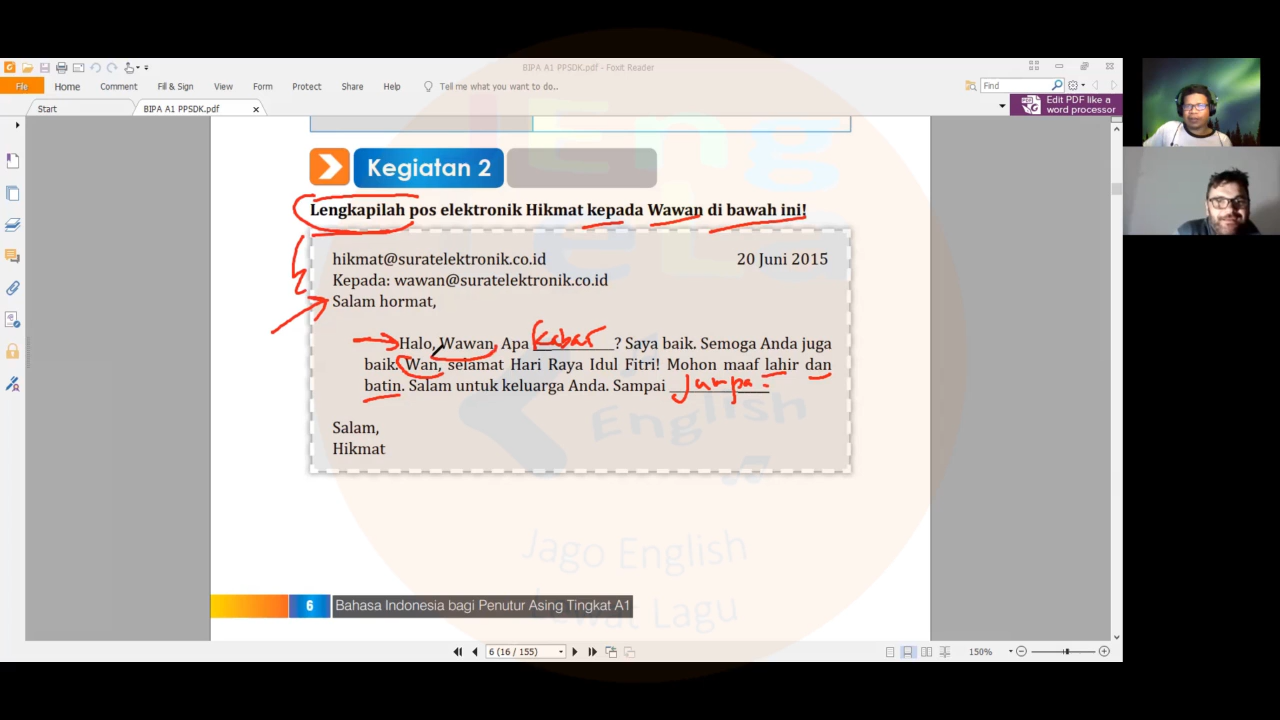 BIPA A1 PPSDK.pdf - Foxit Reader
File Home Comment Fill & Sign Form Protect Share Help Tell me what you want to do.. Find
Start BIPA A1 PPSDK.pdf
Edit PDF like a
word processor
Kegiatan 2
Lengkapilah pos elektronik Hikmat kepada Wawan di bawah ini!
hikmat@suratelektronik.co.id 20 Juni 2015
Kepada: wawan@suratelektronik.co.id
Salam hormat,
Halo, Wawan, Apa kabar ? Saya baik. Semoga Anda juga
baik. Wan, selamat Hari Raya Idul Fitri! Mohon maaf lahir dan
batin. Salam untuk keluarga Anda. Sampai jumpa
Salam,
Hikmat
English
Jago English
Lewat Lagu
6 Bahasa Indonesia bagi Penutur Asing Tingkat A1
6 (16 / 155) 150%